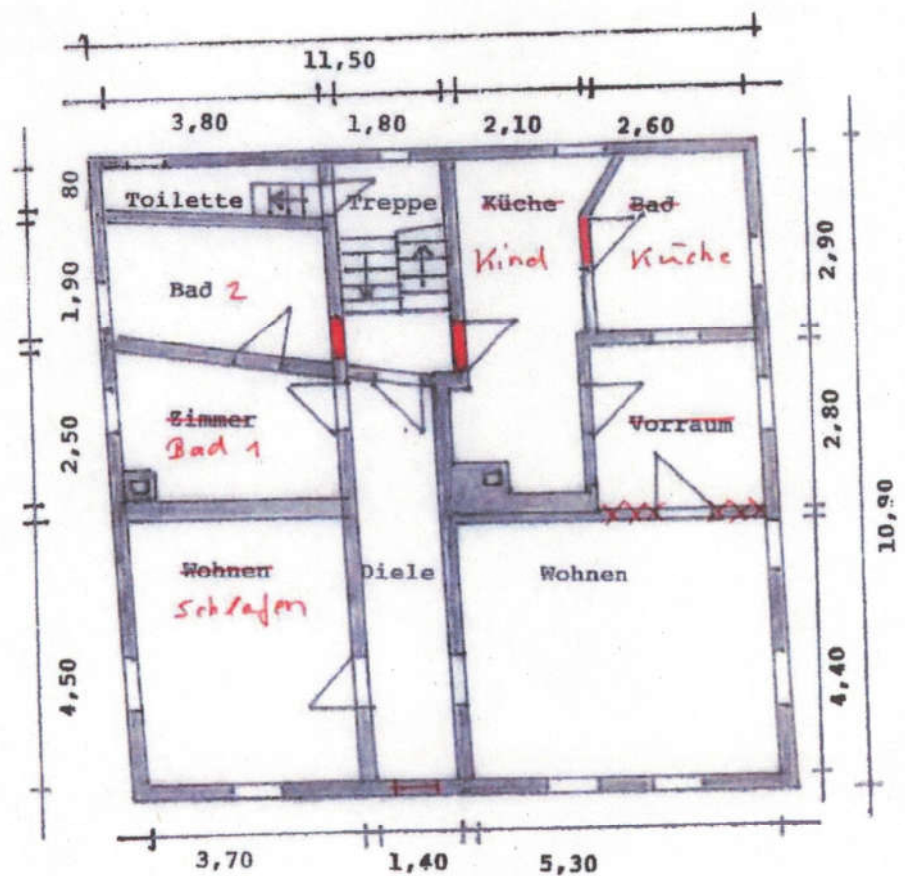 11,50
3,80 1,80 2,10 2,60
80
Toilette Treppe Küche Bad
Kind Küche
1,90
2,90
Bad 2
Zimmer
Bad 1
Vorraum
2,50
2,80
10,90
Wohnen Diele Wohnen
Schlafen
4,50
4,40
3,70 1,40 5,30